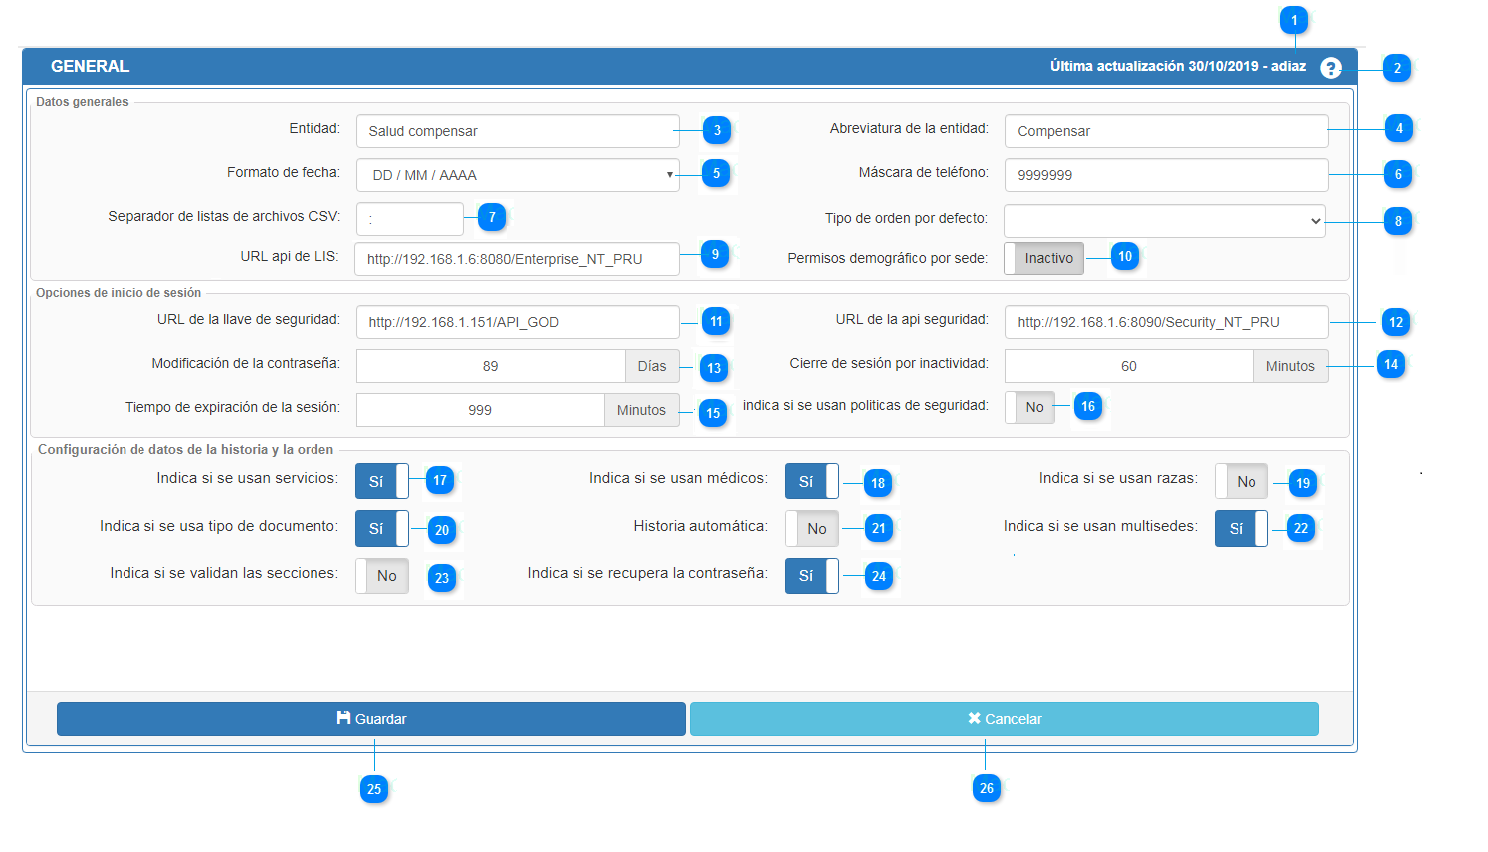 1
GENERAL
Última actualización 30/10/2019 - adiaz ? 2
Datos generales
Entidad: Salud compensar 3 Abreviatura de la entidad: Compensar 4
Formato de fecha: DD / MM / AAAA 5 Máscara de teléfono: 9999999 6
Separador de listas de archivos CSV: : 7 Tipo de orden por defecto: 8
URL api de LIS: http://192.168.1.6:8080/Enterprise_NT_PRU 9 Permisos demográfico por sede: Inactivo 10
Opciones de inicio de sesión
URL de la llave de seguridad: http://192.168.1.151/API_GOD 11 URL de la api seguridad: http://192.168.1.6:8090/Security_NT_PRU 12
Modificación de la contraseña: 89 Días 13 Cierre de sesión por inactividad: 60 Minutos 14
Tiempo de expiración de la sesión: 999 Minutos 15 indica si se usan politicas de seguridad: No 16
Configuración de datos de la historia y la orden
Indica si se usan servicios: Sí 17 Indica si se usan médicos: Sí 18 Indica si se usan razas: No 19
Indica si se usa tipo de documento: Sí 20 Historia automática: No 21 Indica si se usan multisedes: Sí 22
Indica si se validan las secciones: No 23 Indica si se recupera la contraseña: Sí 24
Guardar Cancelar
25 26